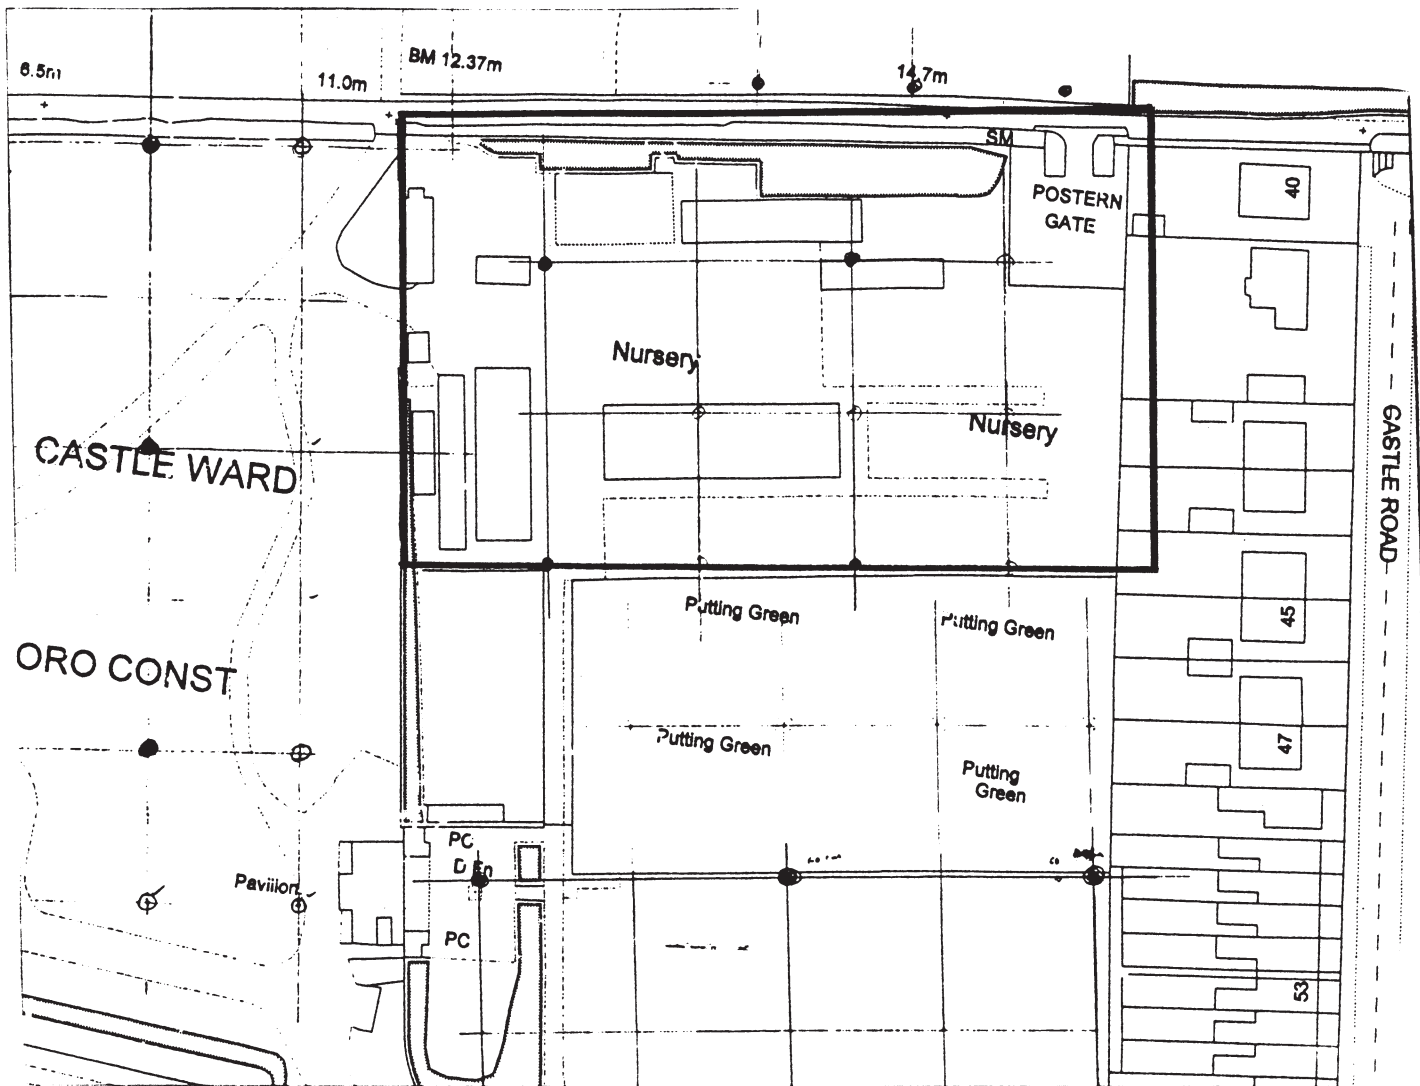 6.5m
11.0m
BM 12.37m
14.7m
SM
POSTERN
GATE
40
Nursery
Nursery
CASTLE WARD
GASTLE ROAD
Putting Green
Putting Green
45
ORO CONST
Putting Green
47
Putting
Green
PC
Pavilion
PC
53